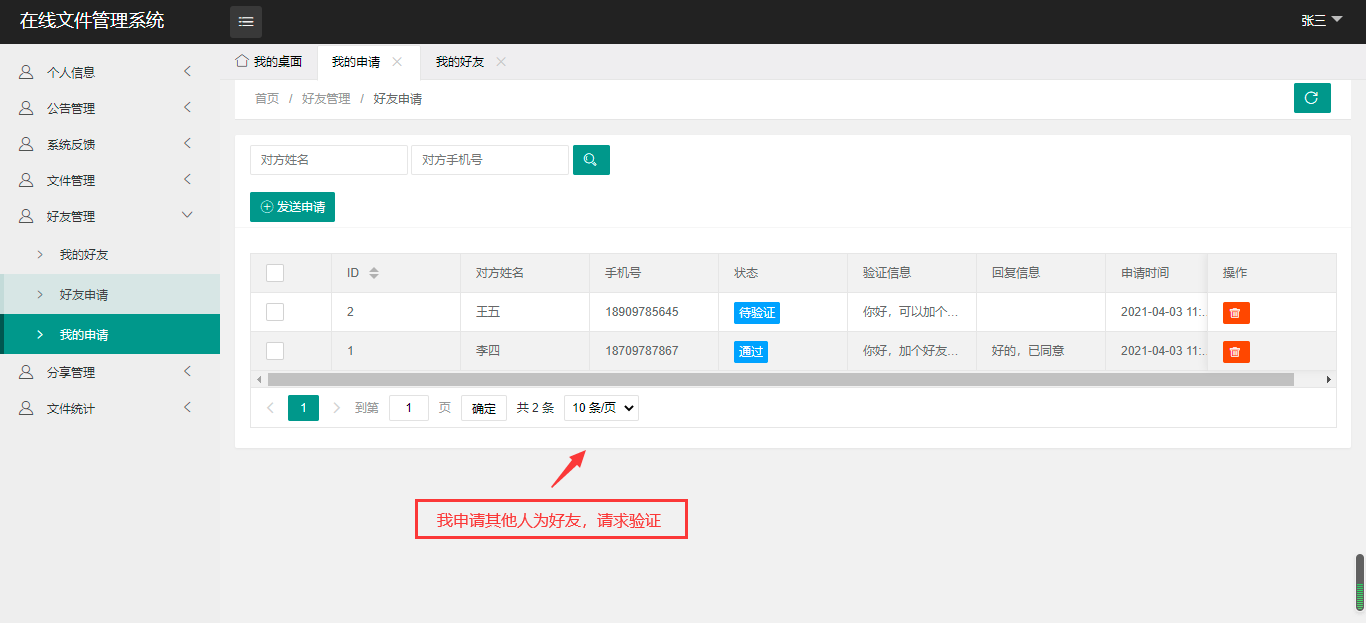 在线文件管理系统
张三
个人信息
公告管理
系统反馈
文件管理
好友管理
我的好友
好友申请
我的申请
分享管理
文件统计
我的桌面 我的申请 我的好友
首页 / 好友管理 / 好友申请
对方姓名 对方手机号
发送申请
ID 对方姓名 手机号 状态 验证信息 回复信息 申请时间 操作
2 王五 18909785645 待验证 你好，可以加个... 2021-04-03 11:..
1 李四 18709787867 通过 你好，加个好友... 好的，已同意 2021-04-03 11:..
1 到第 1 页 确定 共 2 条 10 条/页
我申请其他人为好友，请求验证